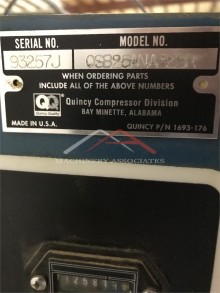 SERIAL NO. MODEL NO.
93257J
WHEN ORDERING PARTS
INCLUDE ALL OF THE ABOVE NUMBERS
Quincy Compressor Division
BAY MINETTE, ALABAMA
MADE IN U.S.A. QUINCY P/N 1693-176
ASSOCIATES